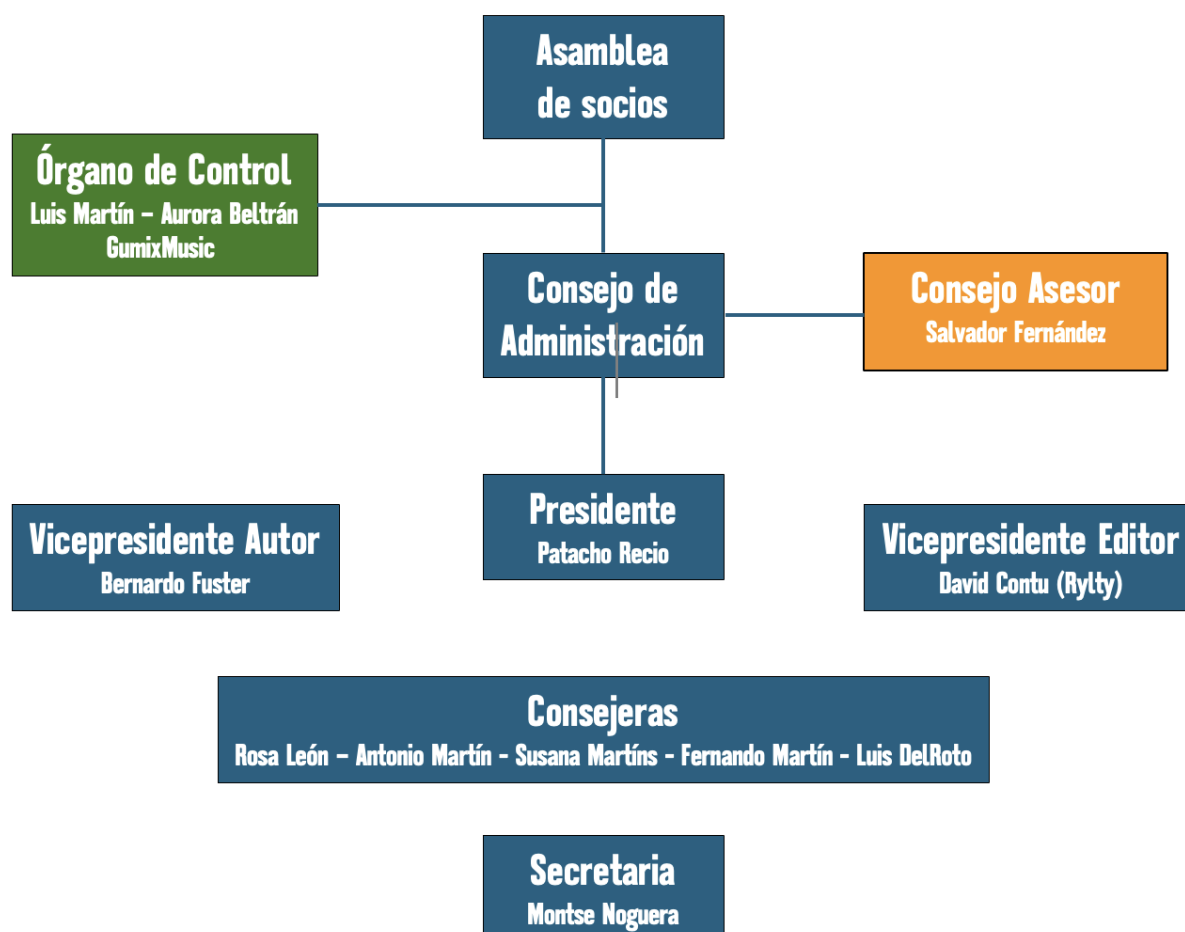 Asamblea
de socios
Órgano de Control
Luis Martín – Aurora Beltrán
GumixMusic
Consejo de
Administración
Consejo Asesor
Salvador Fernández
Presidente
Patacho Recio
Vicepresidente Autor
Bernardo Fuster
Vicepresidente Editor
David Contu (Rylty)
Consejeras
Rosa León – Antonio Martín - Susana Martíns - Fernando Martín - Luis DelRoto
Secretaria
Montse Noguera